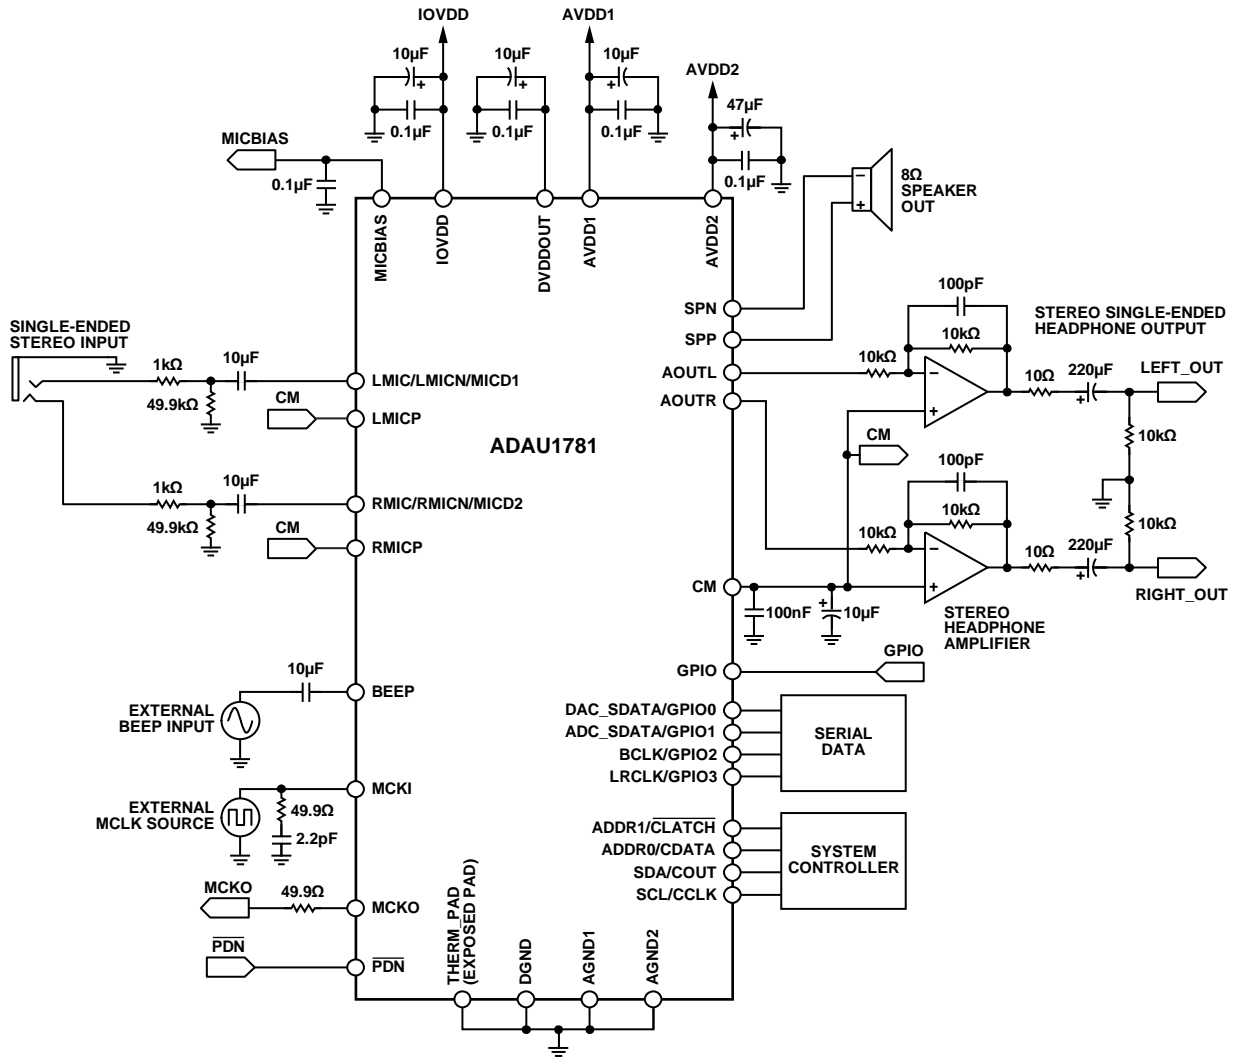 IOVDD
AVDD1
10µF
10µF
10µF
AVDD2
0.1µF
0.1µF
0.1µF
47µF
MICBIAS
0.1µF
0.1µF
8Ω
SPEAKER
OUT
MICBIAS
IOVDD
DVDDOUT
AVDD1
AVDD2
SPN
SPP
AOUTL
AOUTR
SINGLE-ENDED
STEREO INPUT
1kΩ
10µF
49.9kΩ
CM
LMIC/LMICN/MICD1
LMICP
ADAU1781
1kΩ
10µF
49.9kΩ
CM
RMIC/RMICN/MICD2
RMICP
100pF
10kΩ
10kΩ
STEREO SINGLE-ENDED
HEADPHONE OUTPUT
10Ω
220µF
LEFT_OUT
10kΩ
CM
100pF
10kΩ
10kΩ
10kΩ
10Ω
220µF
RIGHT_OUT
CM
100nF
10µF
STEREO
HEADPHONE
AMPLIFIER
GPIO
GPIO
10µF
BEEP
EXTERNAL
BEEP INPUT
DAC_SDATA/GPIO0
ADC_SDATA/GPIO1
BCLK/GPIO2
LRCLK/GPIO3
SERIAL
DATA
MCKI
EXTERNAL
MCLK SOURCE
49.9Ω
2.2pF
ADDR1/CLATCH
ADDR0/CDATA
SDA/COUT
SCL/CCLK
SYSTEM
CONTROLLER
MCKO
49.9Ω
MCKO
PDN
PDN
THERM_PAD
(EXPOSED PAD)
DGND
AGND1
AGND2